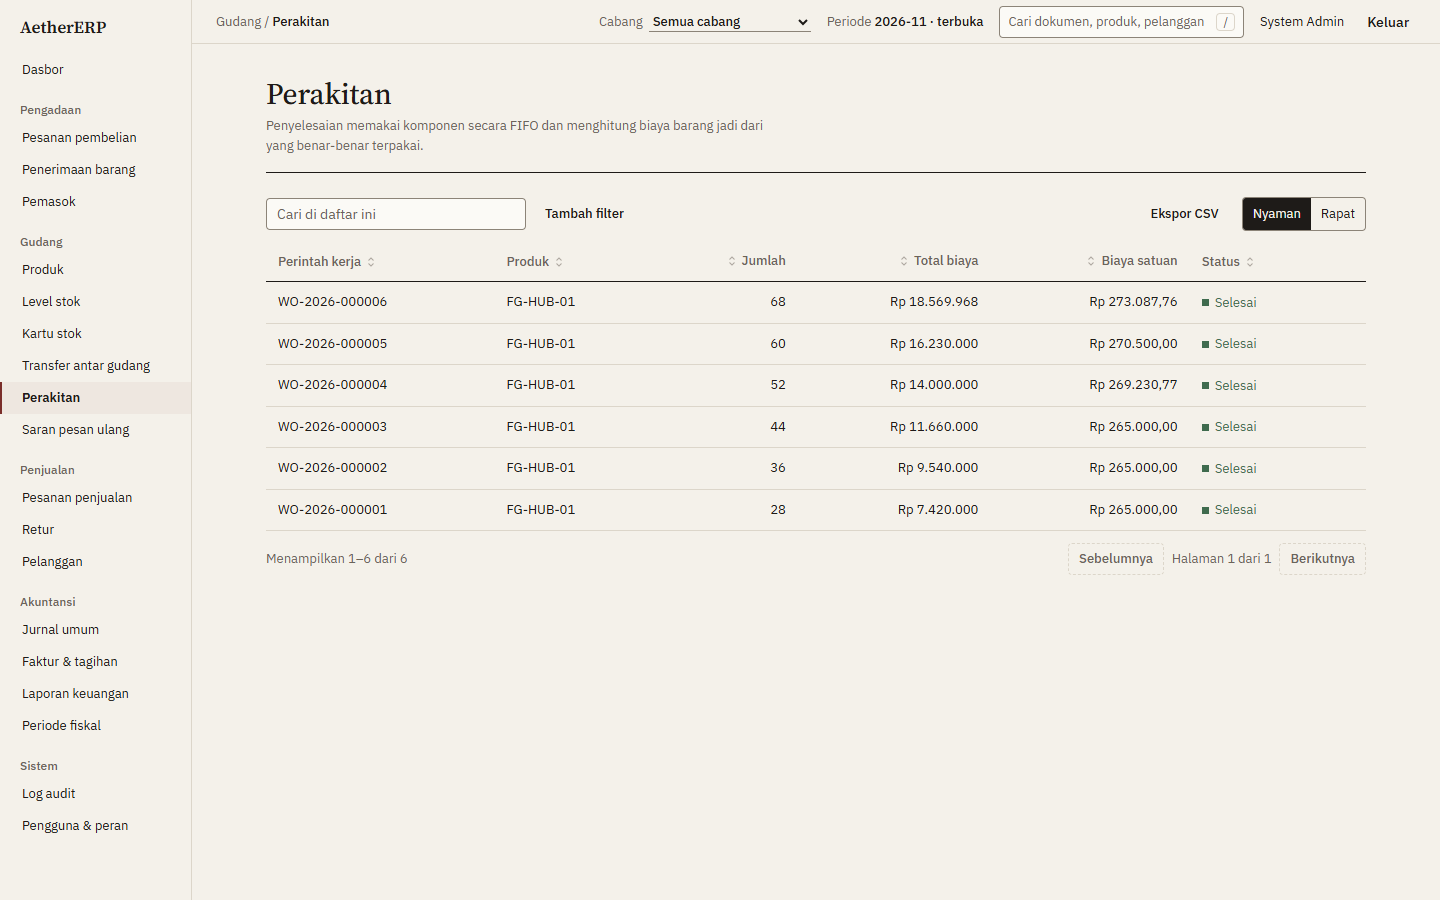 AetherERP
Dasbor
Pengadaan
Pesanan pembelian
Penerimaan barang
Pemasok
Gudang
Produk
Level stok
Kartu stok
Transfer antar gudang
Perakitan
Saran pesan ulang
Penjualan
Pesanan penjualan
Retur
Pelanggan
Akuntansi
Jurnal umum
Faktur & tagihan
Laporan keuangan
Periode fiskal
Sistem
Log audit
Pengguna & peran
Gudang / Perakitan
Cabang Semua cabang
Periode 2026-11 · terbuka
Cari dokumen, produk, pelanggan /
System Admin
Keluar
Perakitan
Penyelesaian memakai komponen secara FIFO dan menghitung biaya barang jadi dari
yang benar-benar terpakai.
Cari di daftar ini
Tambah filter
Ekspor CSV
Nyaman Rapat
Perintah kerja Produk Jumlah Total biaya Biaya satuan Status
WO-2026-000006 FG-HUB-01 68 Rp 18.569.968 Rp 273.087,76 Selesai
WO-2026-000005 FG-HUB-01 60 Rp 16.230.000 Rp 270.500,00 Selesai
WO-2026-000004 FG-HUB-01 52 Rp 14.000.000 Rp 269.230,77 Selesai
WO-2026-000003 FG-HUB-01 44 Rp 11.660.000 Rp 265.000,00 Selesai
WO-2026-000002 FG-HUB-01 36 Rp 9.540.000 Rp 265.000,00 Selesai
WO-2026-000001 FG-HUB-01 28 Rp 7.420.000 Rp 265.000,00 Selesai
Menampilkan 1–6 dari 6
Sebelumnya Halaman 1 dari 1 Berikutnya